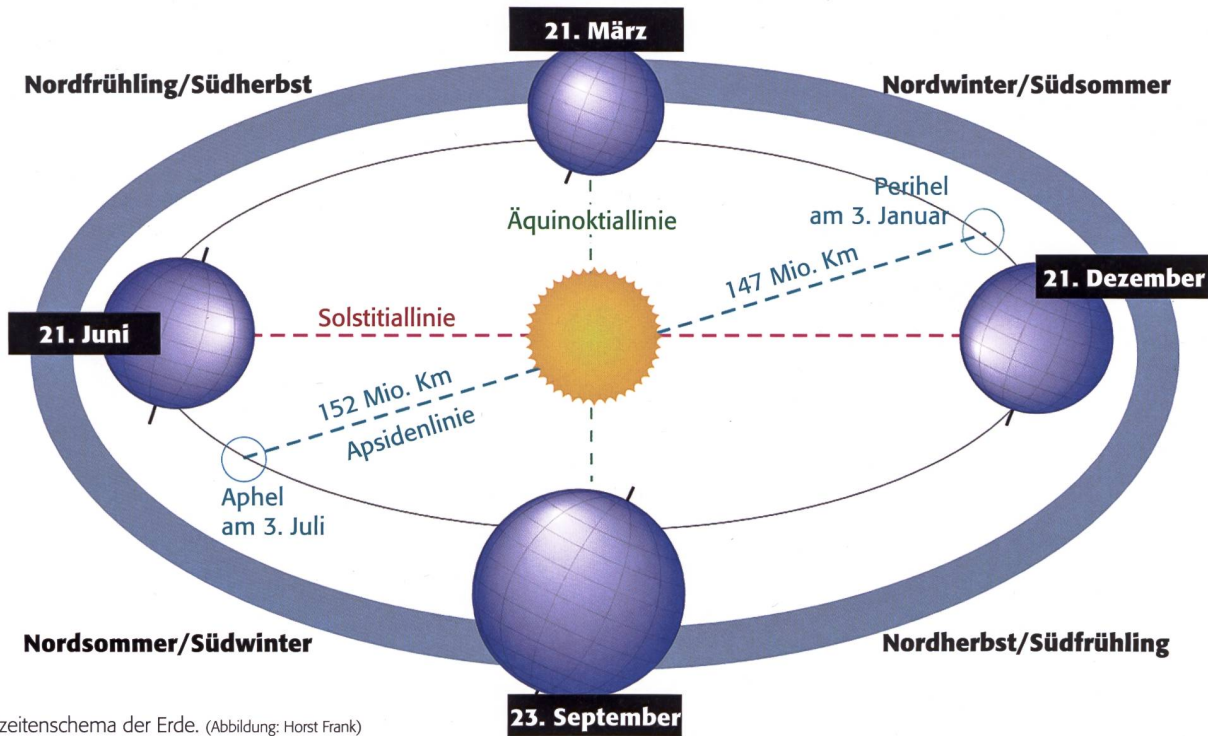 21. März
Nordfrühling/Südherbst
Nordwinter/Südsommer
Perihel
am 3. Januar
Äquinoktiallinie
147 Mio. Km
21. Dezember
Solstitiallinie
21. Juni
152 Mio. Km
Apsidenlinie
Aphel
am 3. Juli
Nordsommer/Südwinter
Nordherbst/Südfrühling
23. September
zeitenschema der Erde. (Abbildung: Horst Frank)